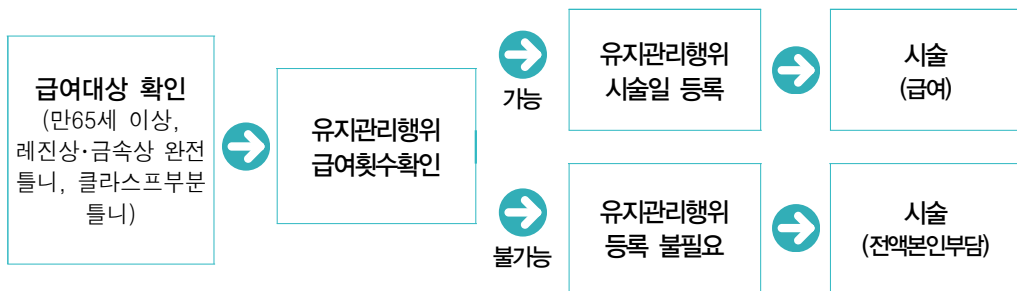 급여대상 확인
(만65세 이상,
레진상·금속상 완전
틀니, 클라스프부분
틀니)
유지관리행위
급여횟수확인
가능
유지관리행위
시술일 등록
시술
(급여)
불가능
유지관리행위
등록 불필요
시술
(전액본인부담)